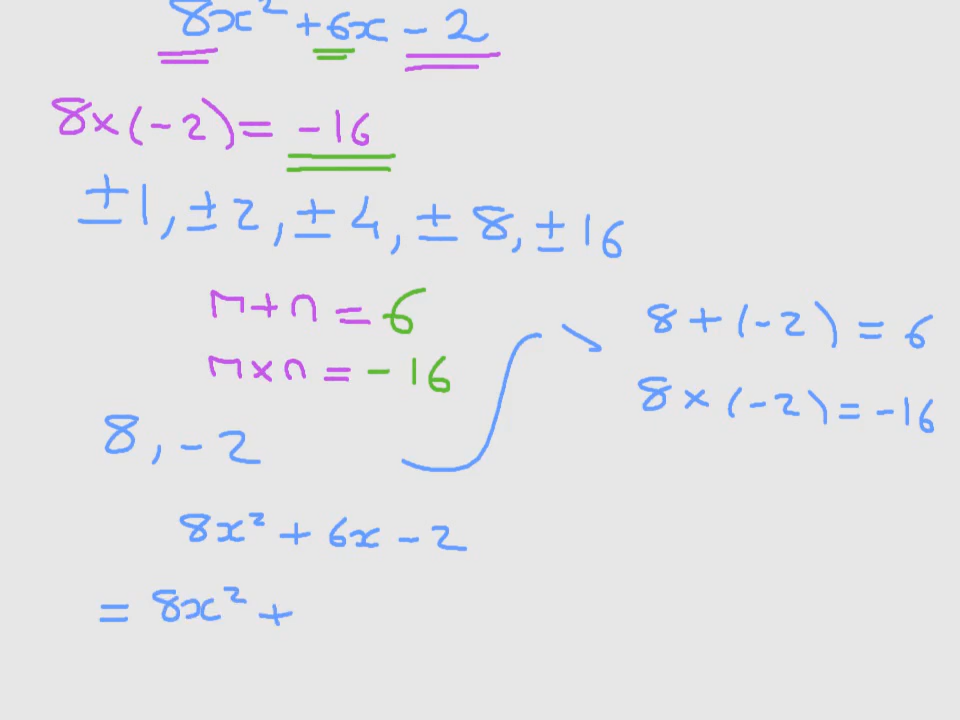 8x² + 6x - 2
8×(-2) = -16
±1, ±2, ±4, ±8, ±16
m+n = 6
m×n = -16
8 + (-2) = 6
8 × (-2) = -16
8, -2
8x² + 6x - 2
= 8x² +